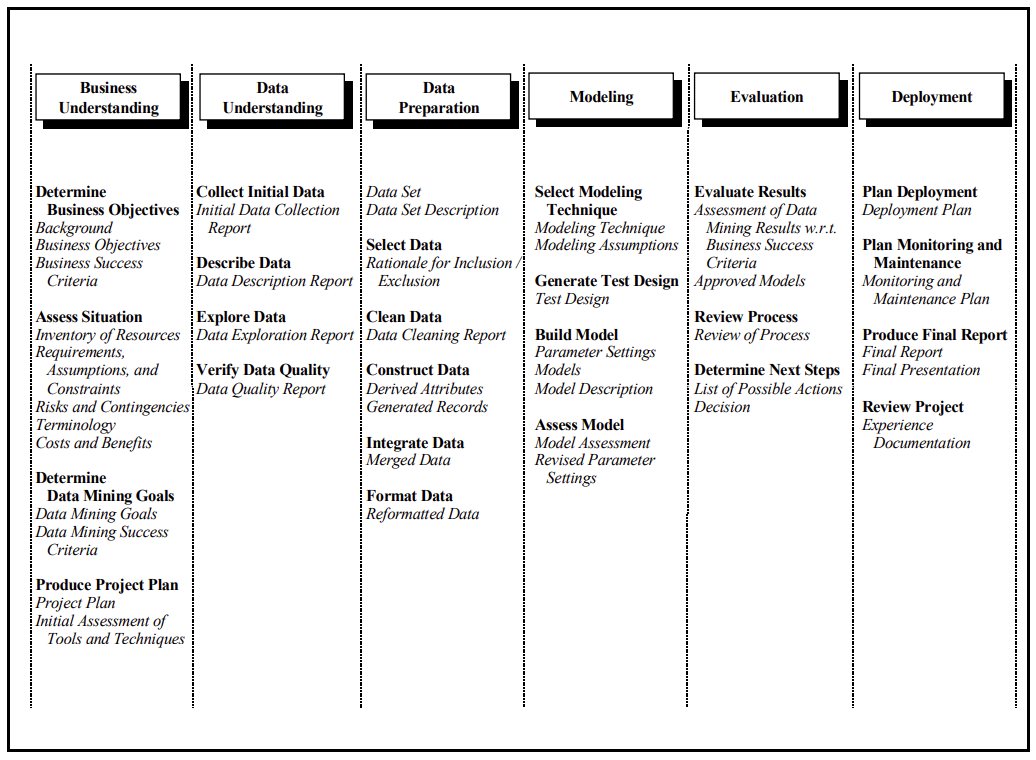 Business
Understanding
Data
Understanding
Data
Preparation
Modeling
Evaluation
Deployment
Determine
Business Objectives
Background
Business Objectives
Business Success
Criteria
Assess Situation
Inventory of Resources
Requirements,
Assumptions, and
Constraints
Risks and Contingencies
Terminology
Costs and Benefits
Determine
Data Mining Goals
Data Mining Goals
Data Mining Success
Criteria
Produce Project Plan
Project Plan
Initial Assessment of
Tools and Techniques
Collect Initial Data
Initial Data Collection
Report
Describe Data
Data Description Report
Explore Data
Data Exploration Report
Verify Data Quality
Data Quality Report
Data Set
Data Set Description
Select Data
Rationale for Inclusion /
Exclusion
Clean Data
Data Cleaning Report
Construct Data
Derived Attributes
Generated Records
Integrate Data
Merged Data
Format Data
Reformatted Data
Select Modeling
Technique
Modeling Technique
Modeling Assumptions
Generate Test Design
Test Design
Build Model
Parameter Settings
Models
Model Description
Assess Model
Model Assessment
Revised Parameter
Settings
Evaluate Results
Assessment of Data
Mining Results w.r.t.
Business Success
Criteria
Approved Models
Review Process
Review of Process
Determine Next Steps
List of Possible Actions
Decision
Plan Deployment
Deployment Plan
Plan Monitoring and
Maintenance
Monitoring and
Maintenance Plan
Produce Final Report
Final Report
Final Presentation
Review Project
Experience
Documentation